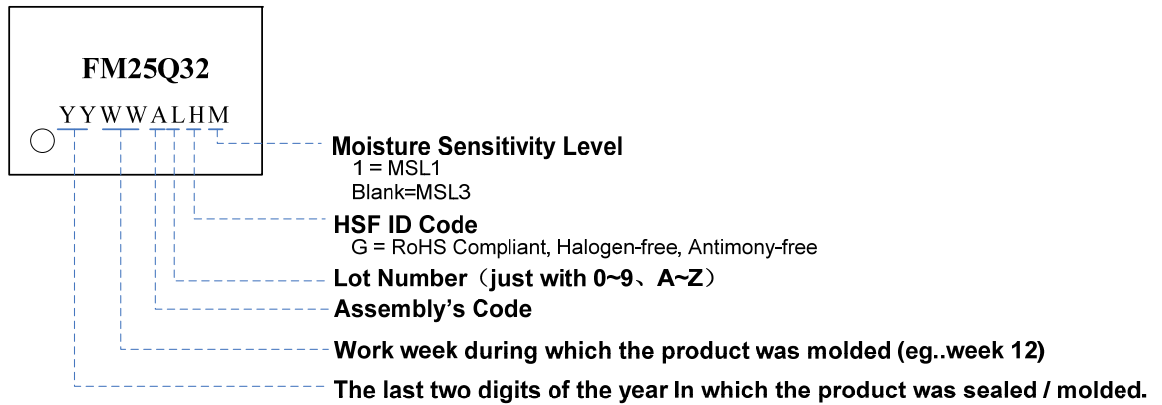 FM25Q32
YYWWALHM
Moisture Sensitivity Level
1 = MSL1
Blank=MSL3
HSF ID Code
G = RoHS Compliant, Halogen-free, Antimony-free
Lot Number（just with 0~9、A~Z）
Assembly’s Code
Work week during which the product was molded (eg..week 12)
The last two digits of the year In which the product was sealed / molded.